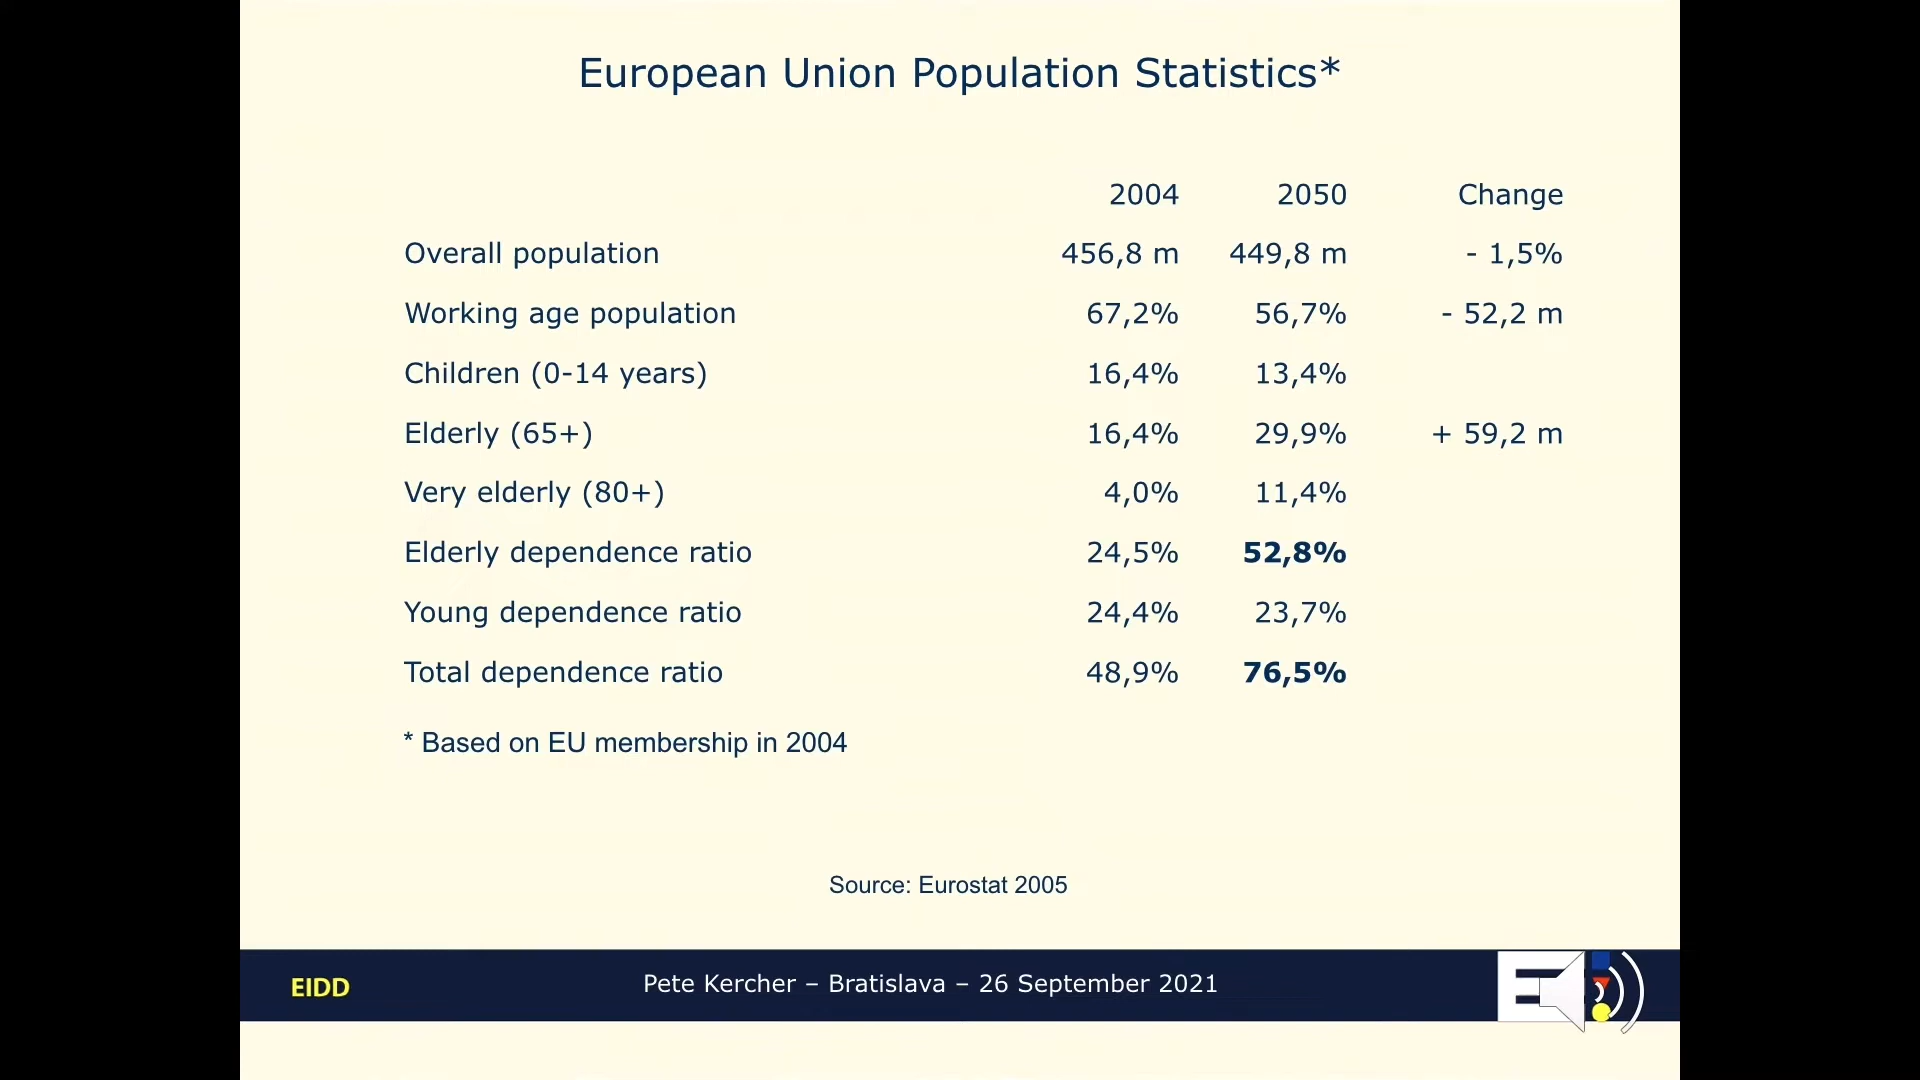 European Union Population Statistics*
2004 2050 Change
Overall population 456,8 m 449,8 m - 1,5%
Working age population 67,2% 56,7% - 52,2 m
Children (0-14 years) 16,4% 13,4%
Elderly (65+) 16,4% 29,9% + 59,2 m
Very elderly (80+) 4,0% 11,4%
Elderly dependence ratio 24,5% 52,8%
Young dependence ratio 24,4% 23,7%
Total dependence ratio 48,9% 76,5%
* Based on EU membership in 2004
Source: Eurostat 2005
EIDD Pete Kercher – Bratislava – 26 September 2021